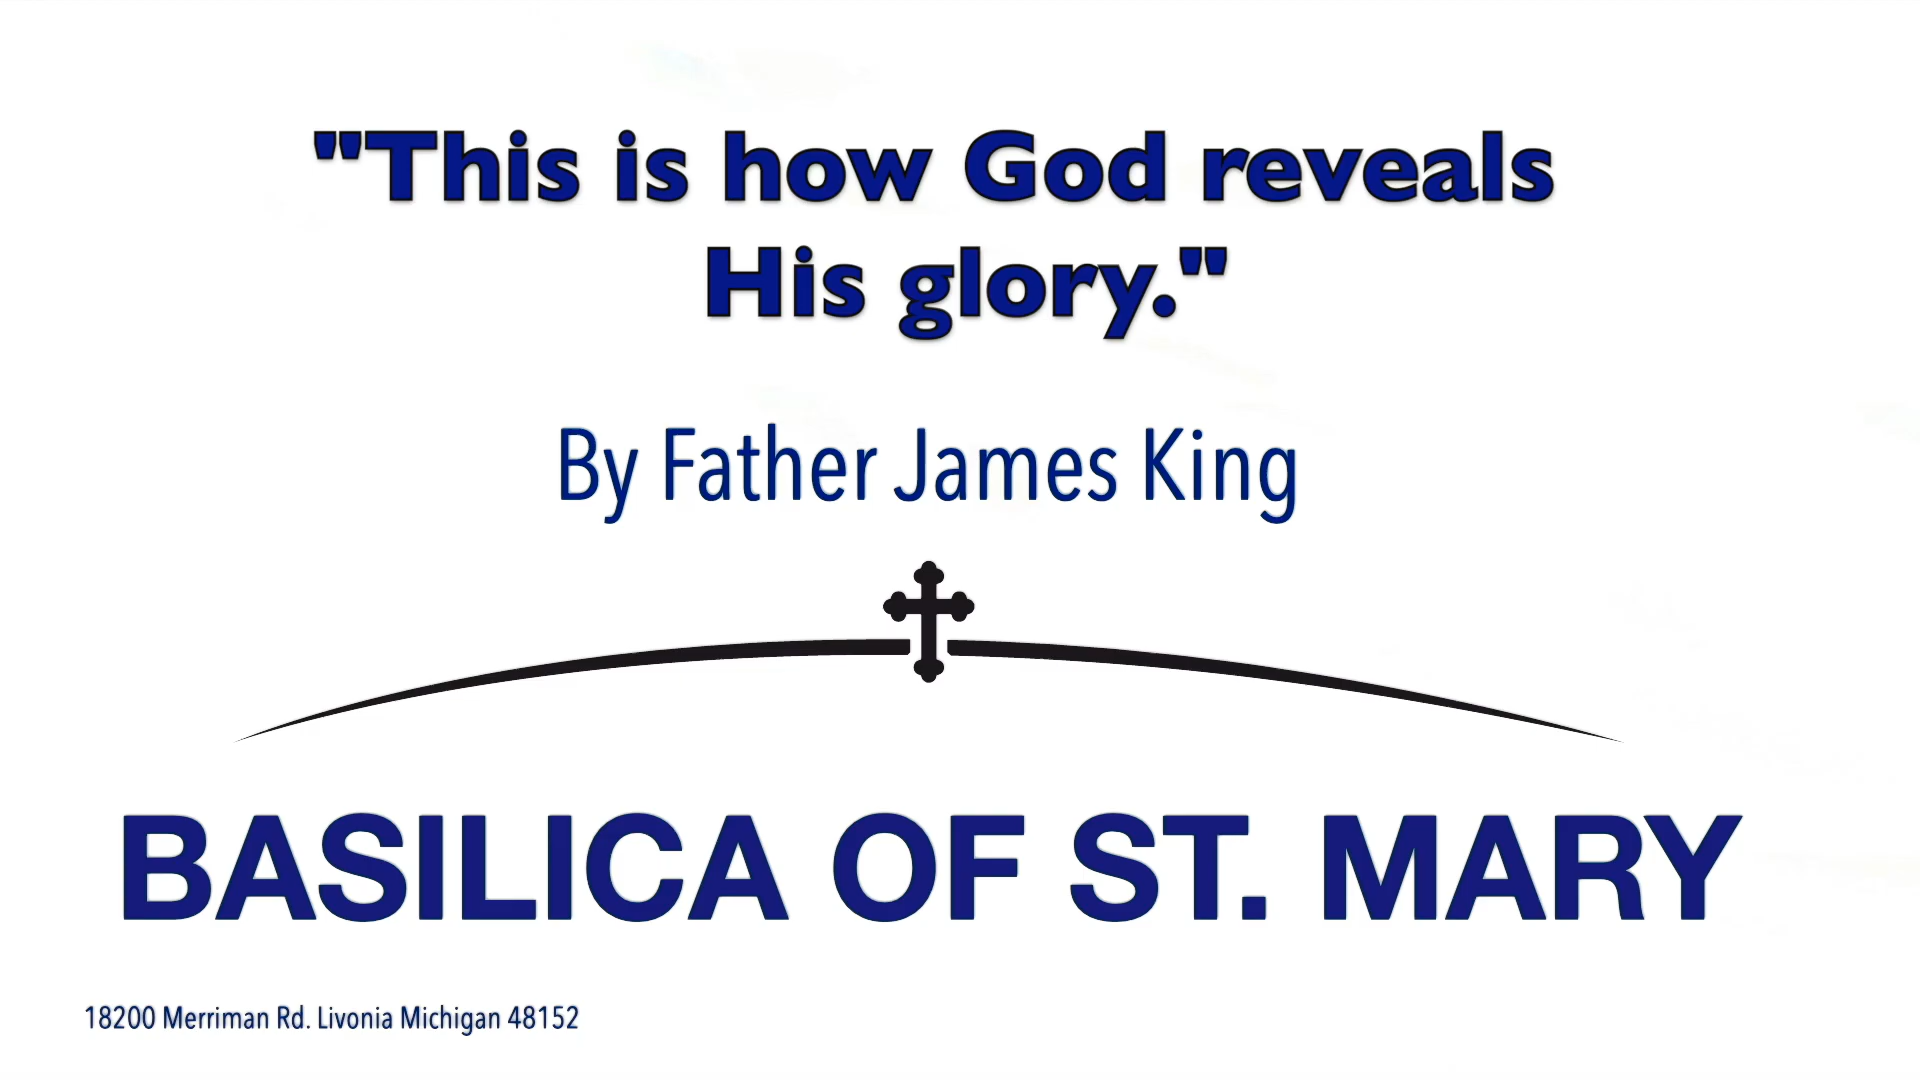 "This is how God reveals
His glory."
By Father James King
BASILICA OF ST. MARY
18200 Merriman Rd. Livonia Michigan 48152